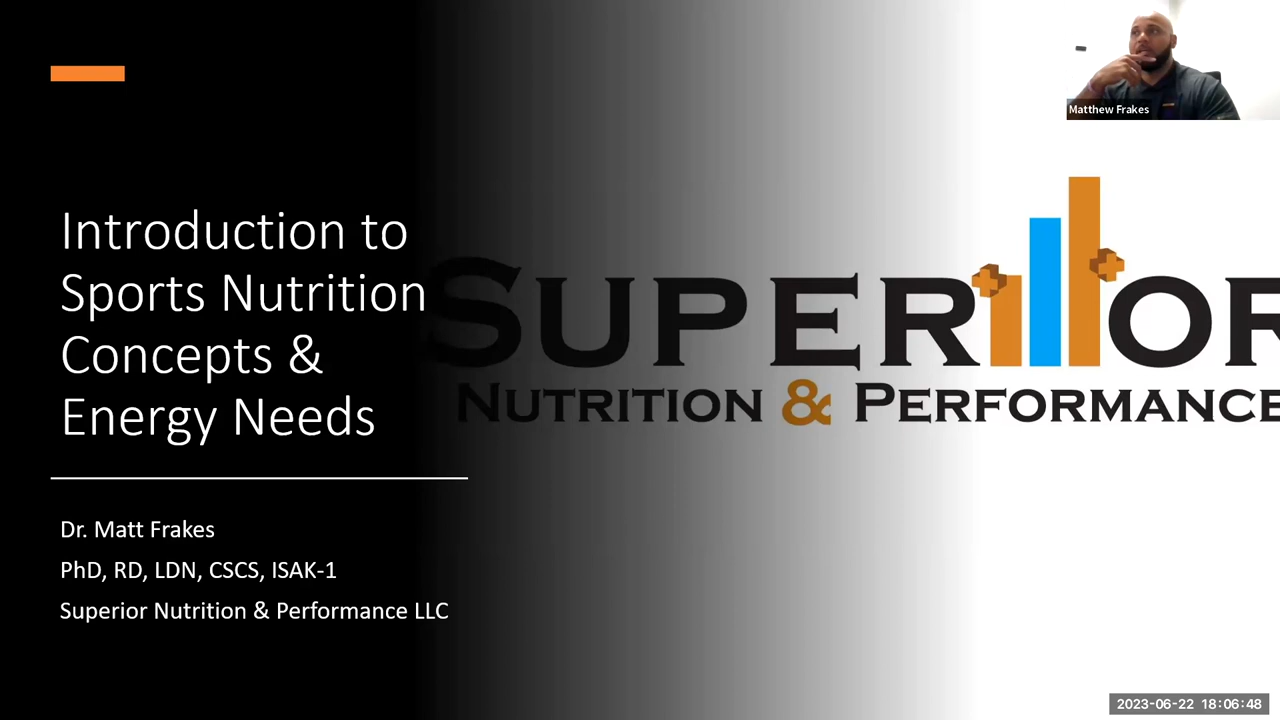 Matthew Frakes
Introduction to
Sports Nutrition
Concepts &
Energy Needs
SUPERIOR
NUTRITION & PERFORMANCE
Dr. Matt Frakes
PhD, RD, LDN, CSCS, ISAK-1
Superior Nutrition & Performance LLC
2023-06-22 18:06:48